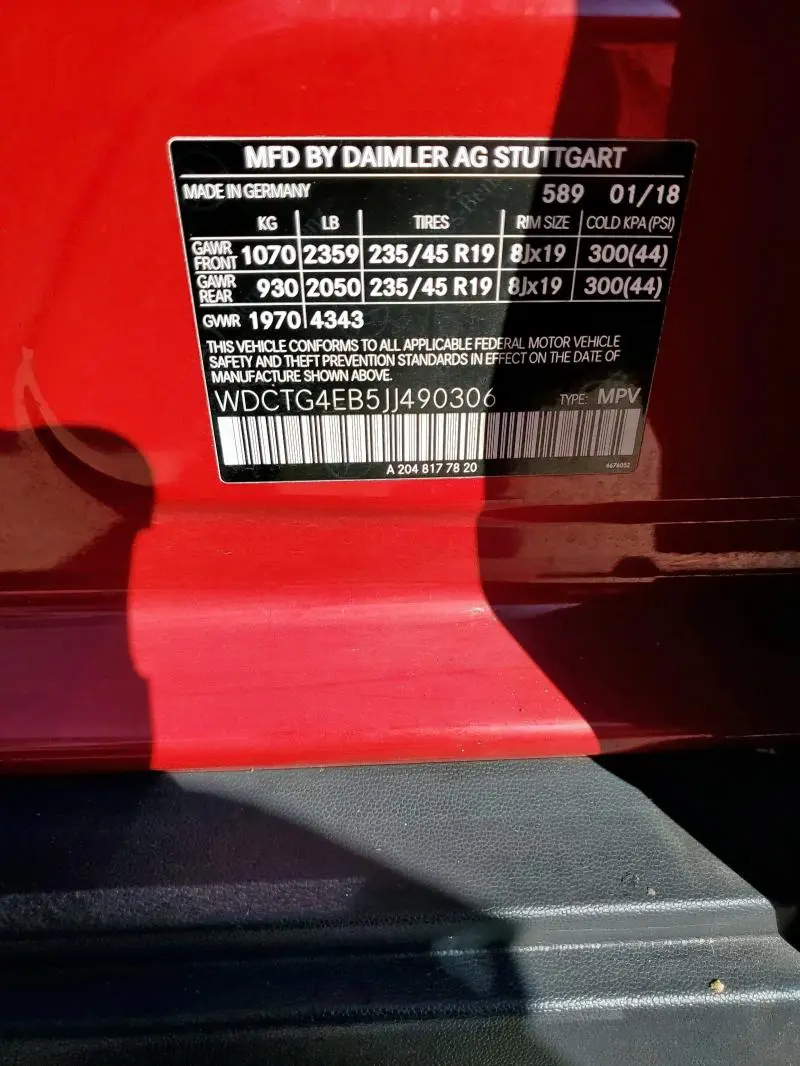 MFD BY DAIMLER AG STUTTGART
MADE IN GERMANY 589 01/18
KG LB TIRES RIM SIZE COLD KPA (PSI)
GAWR FRONT 1070 2359 235/45 R19 8Jx19 300(44)
GAWR REAR 930 2050 235/45 R19 8Jx19 300(44)
GVWR 1970 4343
THIS VEHICLE CONFORMS TO ALL APPLICABLE FEDERAL MOTOR VEHICLE
SAFETY AND THEFT PREVENTION STANDARDS IN EFFECT ON THE DATE OF
MANUFACTURE SHOWN ABOVE.
WDCTG4EB5JJ490306 TYPE: MPV
A 204 817 78 20 4676052